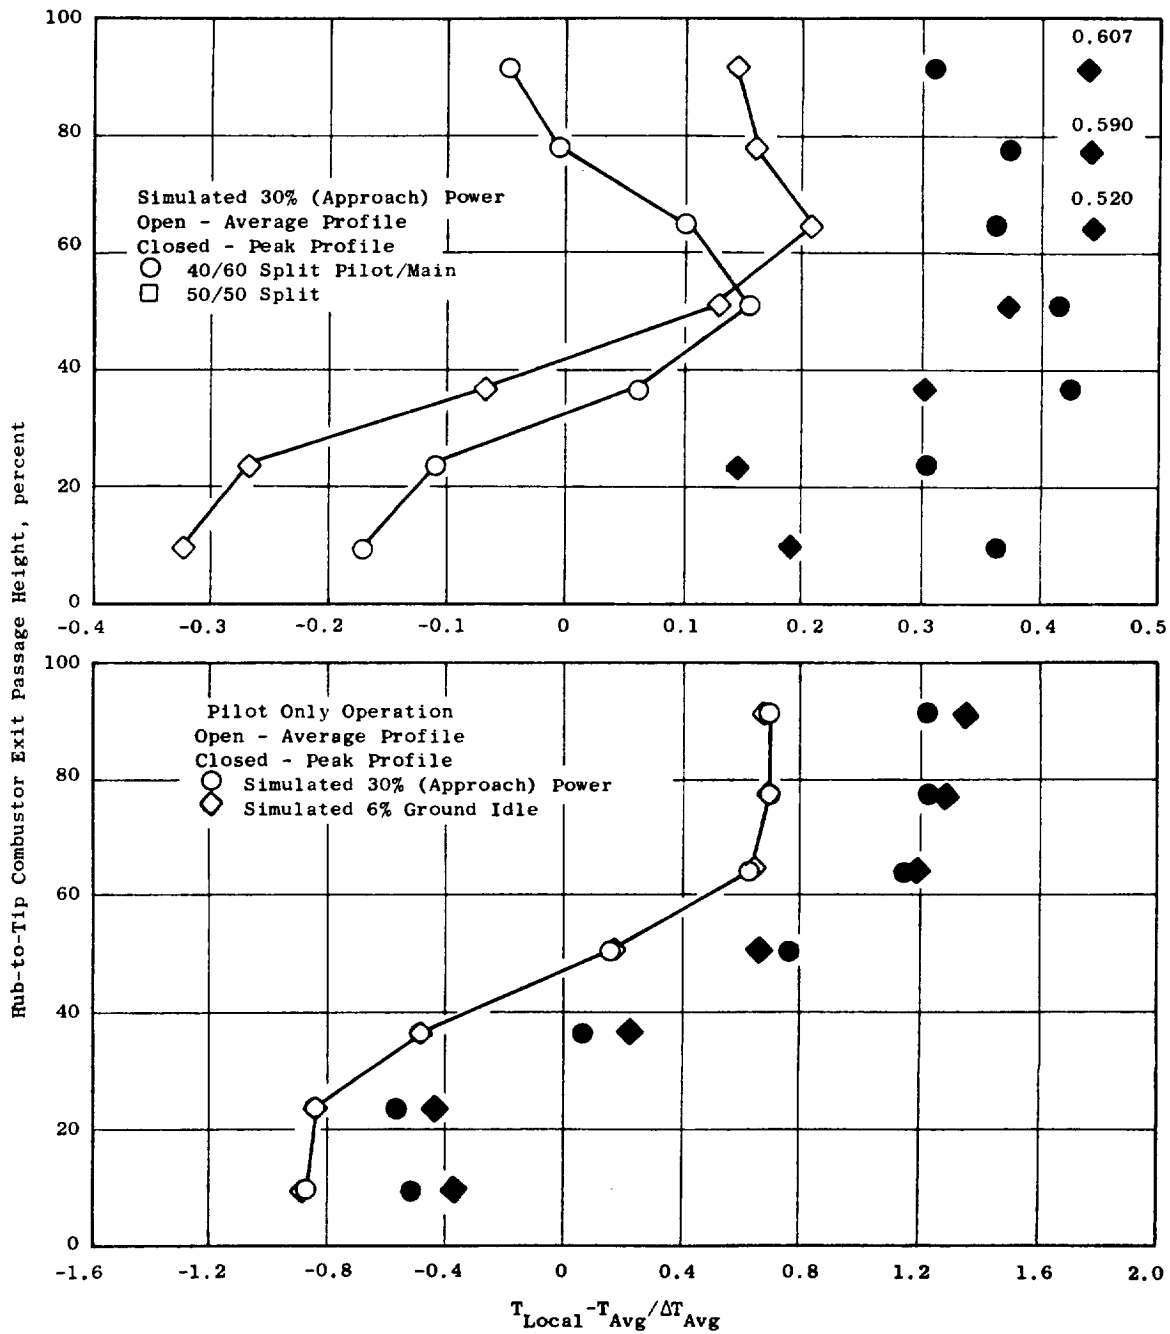 100
80
60
40
20
0
0.607
0.590
0.520
Simulated 30% (Approach) Power
Open - Average Profile
Closed - Peak Profile
40/60 Split Pilot/Main
50/50 Split
-0.4 -0.3 -0.2 -0.1 0 0.1 0.2 0.3 0.4 0.5
Hub-to-Tip Combustor Exit Passage Height, percent
100
80
60
40
20
0
Pilot Only Operation
Open - Average Profile
Closed - Peak Profile
Simulated 30% (Approach) Power
Simulated 6% Ground Idle
-1.6 -1.2 -0.8 -0.4 0 0.4 0.8 1.2 1.6 2.0
TLocal-TAvg/ΔTAvg